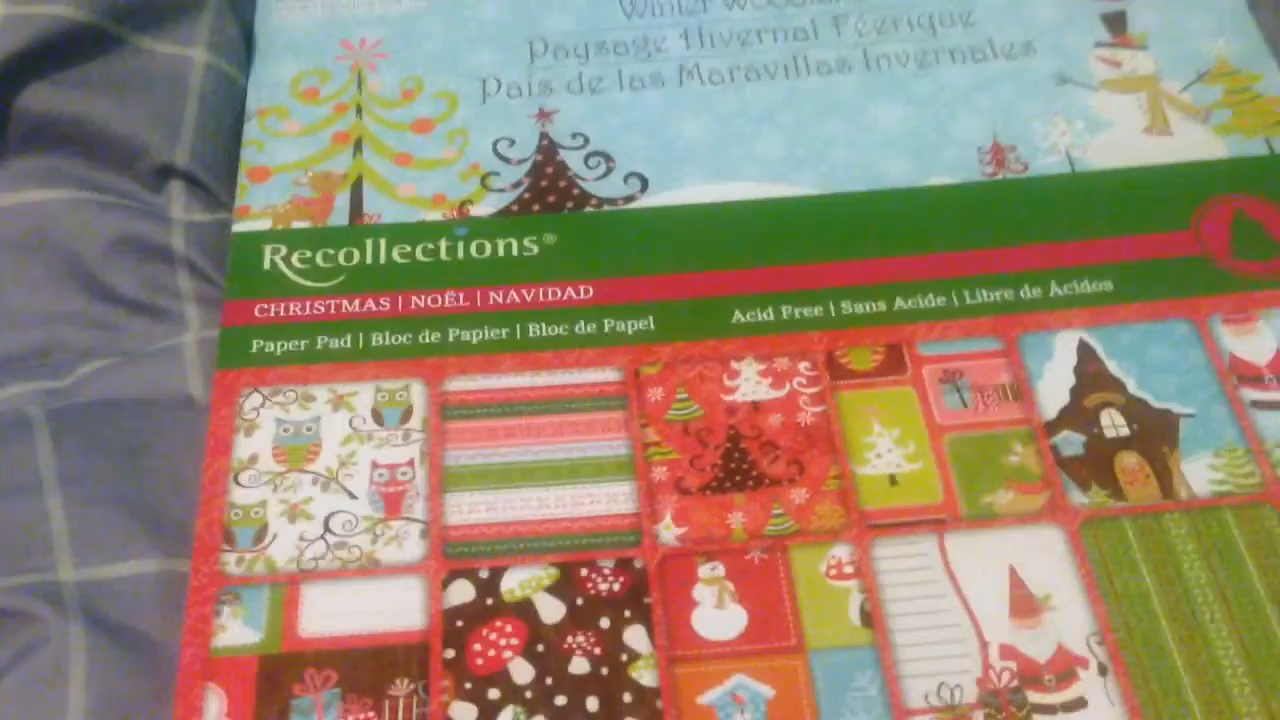 Winter
Paysage Hivernal Féerique
País de las Maravillas Invernales
Recollections®
CHRISTMAS | NOËL | NAVIDAD
Paper Pad | Bloc de Papier | Bloc de Papel
Acid Free | Sans Acide | Libre de Ácidos